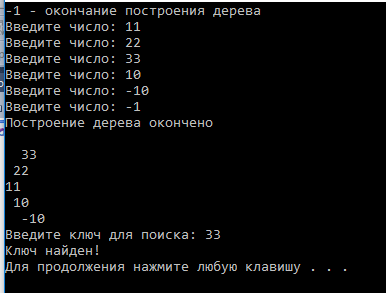 -1 - окончание построения дерева
Введите число: 11
Введите число: 22
Введите число: 33
Введите число: 10
Введите число: -10
Введите число: -1
Построение дерева окончено

  33
 22
11
 10
  -10
Введите ключ для поиска: 33
Ключ найден!
Для продолжения нажмите любую клавишу . . .